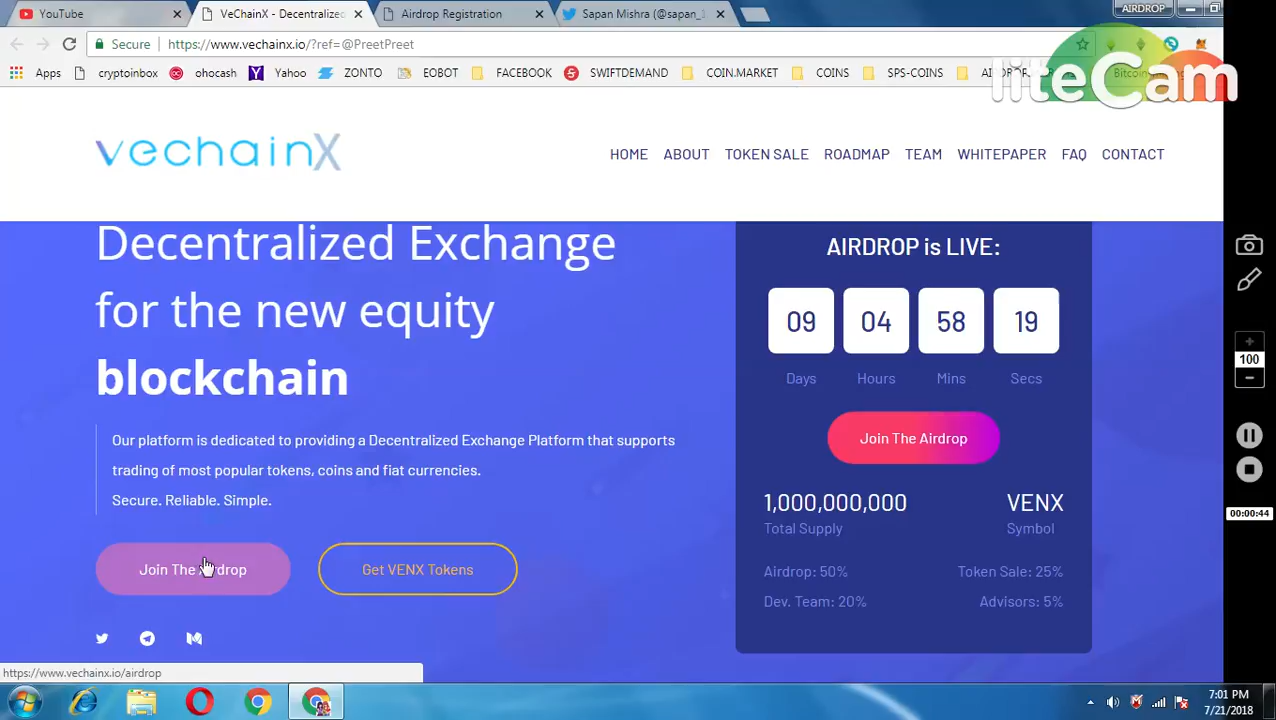 YouTube
VeChainX - Decentralized
Airdrop Registration
Sapan Mishra (@sapan_
AIRDROP
Secure
https://www.vechainx.io/?ref=@PreetPreet
Apps
cryptoinbox
ohocash
Yahoo
ZONTO
EOBOT
FACEBOOK
SWIFTDEMAND
COIN.MARKET
COINS
SPS-COINS
liteCam
vechainX
HOME
ABOUT
TOKEN SALE
ROADMAP
TEAM
WHITEPAPER
FAQ
CONTACT
Decentralized Exchange
for the new equity
blockchain
Our platform is dedicated to providing a Decentralized Exchange Platform that supports
trading of most popular tokens, coins and fiat currencies.
Secure. Reliable. Simple.
Join The Airdrop
Get VENX Tokens
AIRDROP is LIVE:
09 04 58 19
Days Hours Mins Secs
Join The Airdrop
1,000,000,000 VENX
Total Supply Symbol
Airdrop: 50% Token Sale: 25%
Dev. Team: 20% Advisors: 5%
100
00:00:44
https://www.vechainx.io/airdrop
7:01 PM
7/21/2018